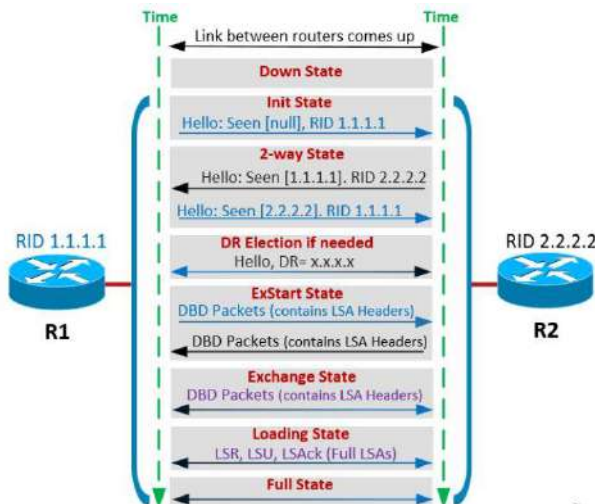 Time
Time
Link between routers comes up
Down State
Init State
Hello: Seen [null], RID 1.1.1.1
2-way State
Hello: Seen [1.1.1.1]. RID 2.2.2.2
Hello: Seen [2.2.2.2]. RID 1.1.1.1
RID 1.1.1.1
R1
DR Election if needed
Hello, DR= x.x.x.x
RID 2.2.2.2
R2
ExStart State
DBD Packets (contains LSA Headers)
DBD Packets (contains LSA Headers)
Exchange State
DBD Packets (contains LSA Headers)
Loading State
LSR, LSU, LSAck (Full LSAs)
Full State